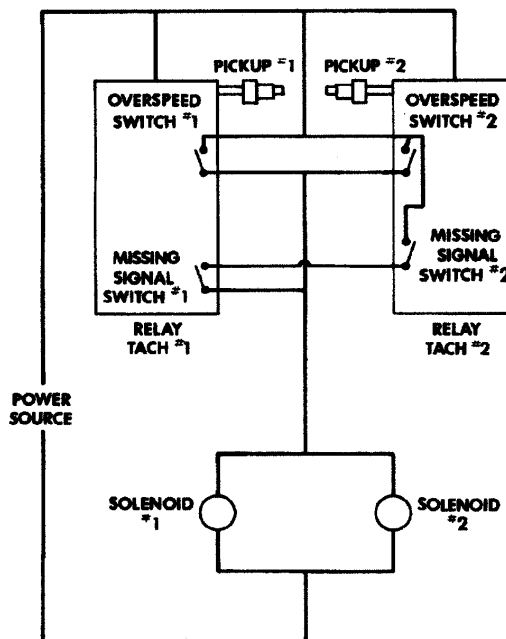 PICKUP #1
PICKUP #2
OVERSPEED
SWITCH #1
OVERSPEED
SWITCH #2
MISSING
SIGNAL
SWITCH #1
MISSING
SIGNAL
SWITCH #2
RELAY
TACH #1
RELAY
TACH #2
POWER
SOURCE
SOLENOID
#1
SOLENOID
#2